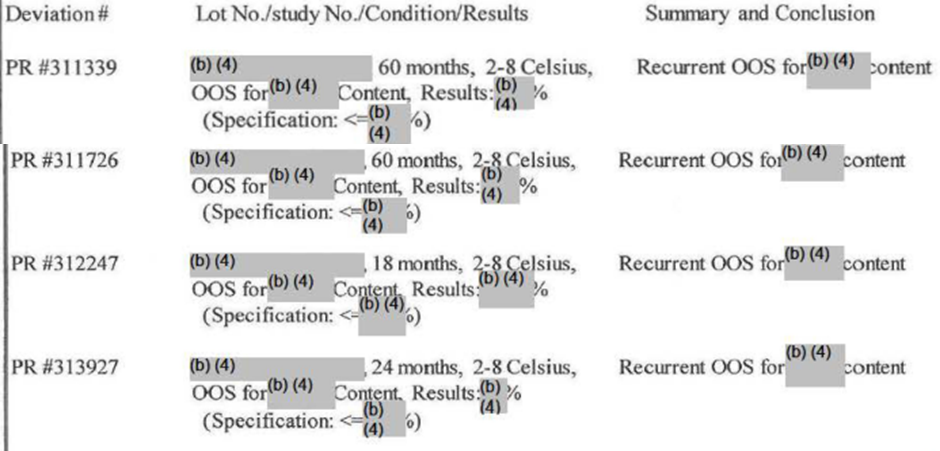 Deviation # Lot No./study No./Condition/Results Summary and Conclusion
PR #311339 (b) (4) 60 months, 2-8 Celsius, Recurrent OOS for (b) (4) content
OOS for (b) (4) Content, Results: (b) (4) %
(Specification: <= (b) (4) %)
PR #311726 (b) (4) , 60 months, 2-8 Celsius, Recurrent OOS for (b) (4) content
OOS for (b) (4) Content, Results: (b) (4) %
(Specification: <= (b) (4) %)
PR #312247 (b) (4) , 18 months, 2-8 Celsius, Recurrent OOS for (b) (4) content
OOS for (b) (4) Content, Results: (b) (4) %
(Specification: <= (b) (4) %)
PR #313927 (b) (4) , 24 months, 2-8 Celsius, Recurrent OOS for (b) (4) content
OOS for (b) (4) Content, Results: (b) (4) %
(Specification: <= (b) (4) %)